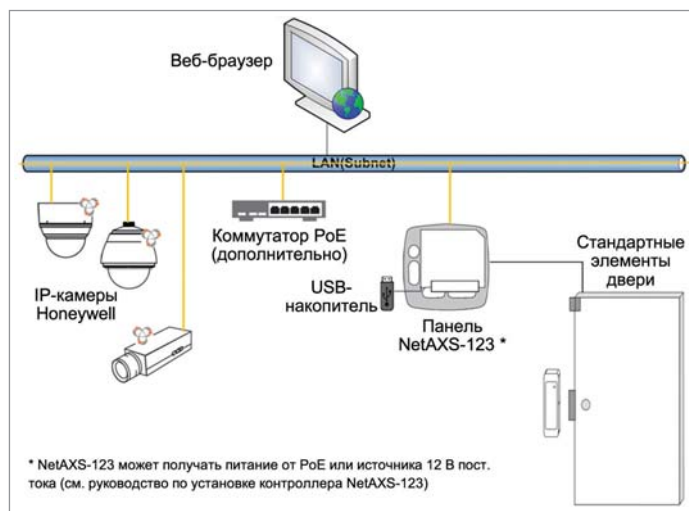 Веб-браузер
LAN(Subnet)
IP-камеры
Honeywell
Коммутатор PoE
(дополнительно)
USB-
накопитель
Панель
NetAXS-123 *
Стандартные
элементы
двери
* NetAXS-123 может получать питание от PoE или источника 12 В пост.
тока (см. руководство по установке контроллера NetAXS-123)